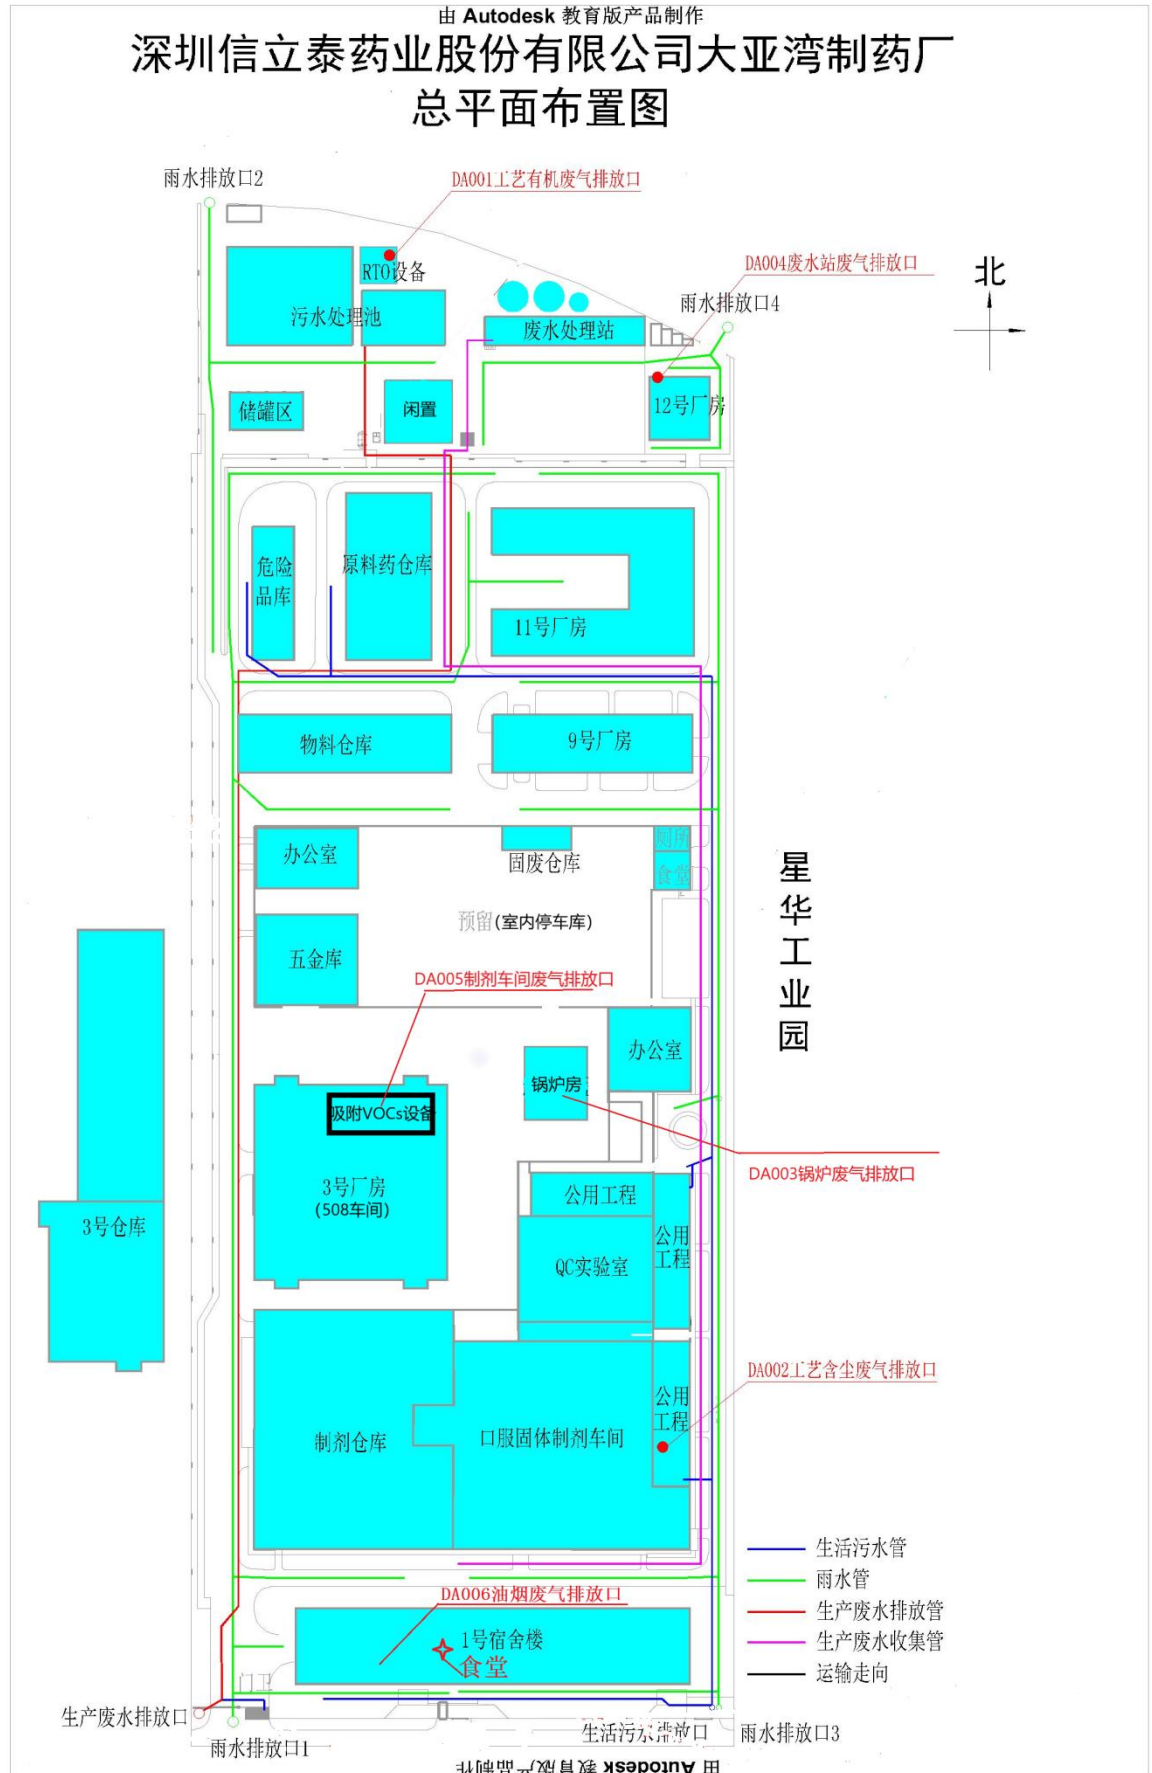 由 Autodesk 教育版产品制作
深圳信立泰药业股份有限公司大亚湾制药厂
总平面布置图
雨水排放口2
DA001工艺有机废气排放口
DA004废水站废气排放口
北
RTO设备
雨水排放口4
污水处理池
废水处理站
储罐区
闲置
12号厂房
危险
品库
原料药仓库
11号厂房
物料仓库
9号厂房
办公室
固废仓库
厕所
食堂
预留(室内停车库)
星华工业园
五金库
DA005制剂车间废气排放口
办公室
锅炉房
吸附VOCs设备
DA003锅炉废气排放口
3号厂房
(508车间)
公用工程
3号仓库
公用
工程
QC实验室
DA002工艺含尘废气排放口
公用
工程
制剂仓库
口服固体制剂车间
生活污水管
雨水管
生产废水排放管
生产废水收集管
运输走向
DA006油烟废气排放口
1号宿舍楼
食堂
门卫
生产废水排放口
雨水排放口1
生活污水排放口
雨水排放口3
由 Autodesk 教育版产品制作